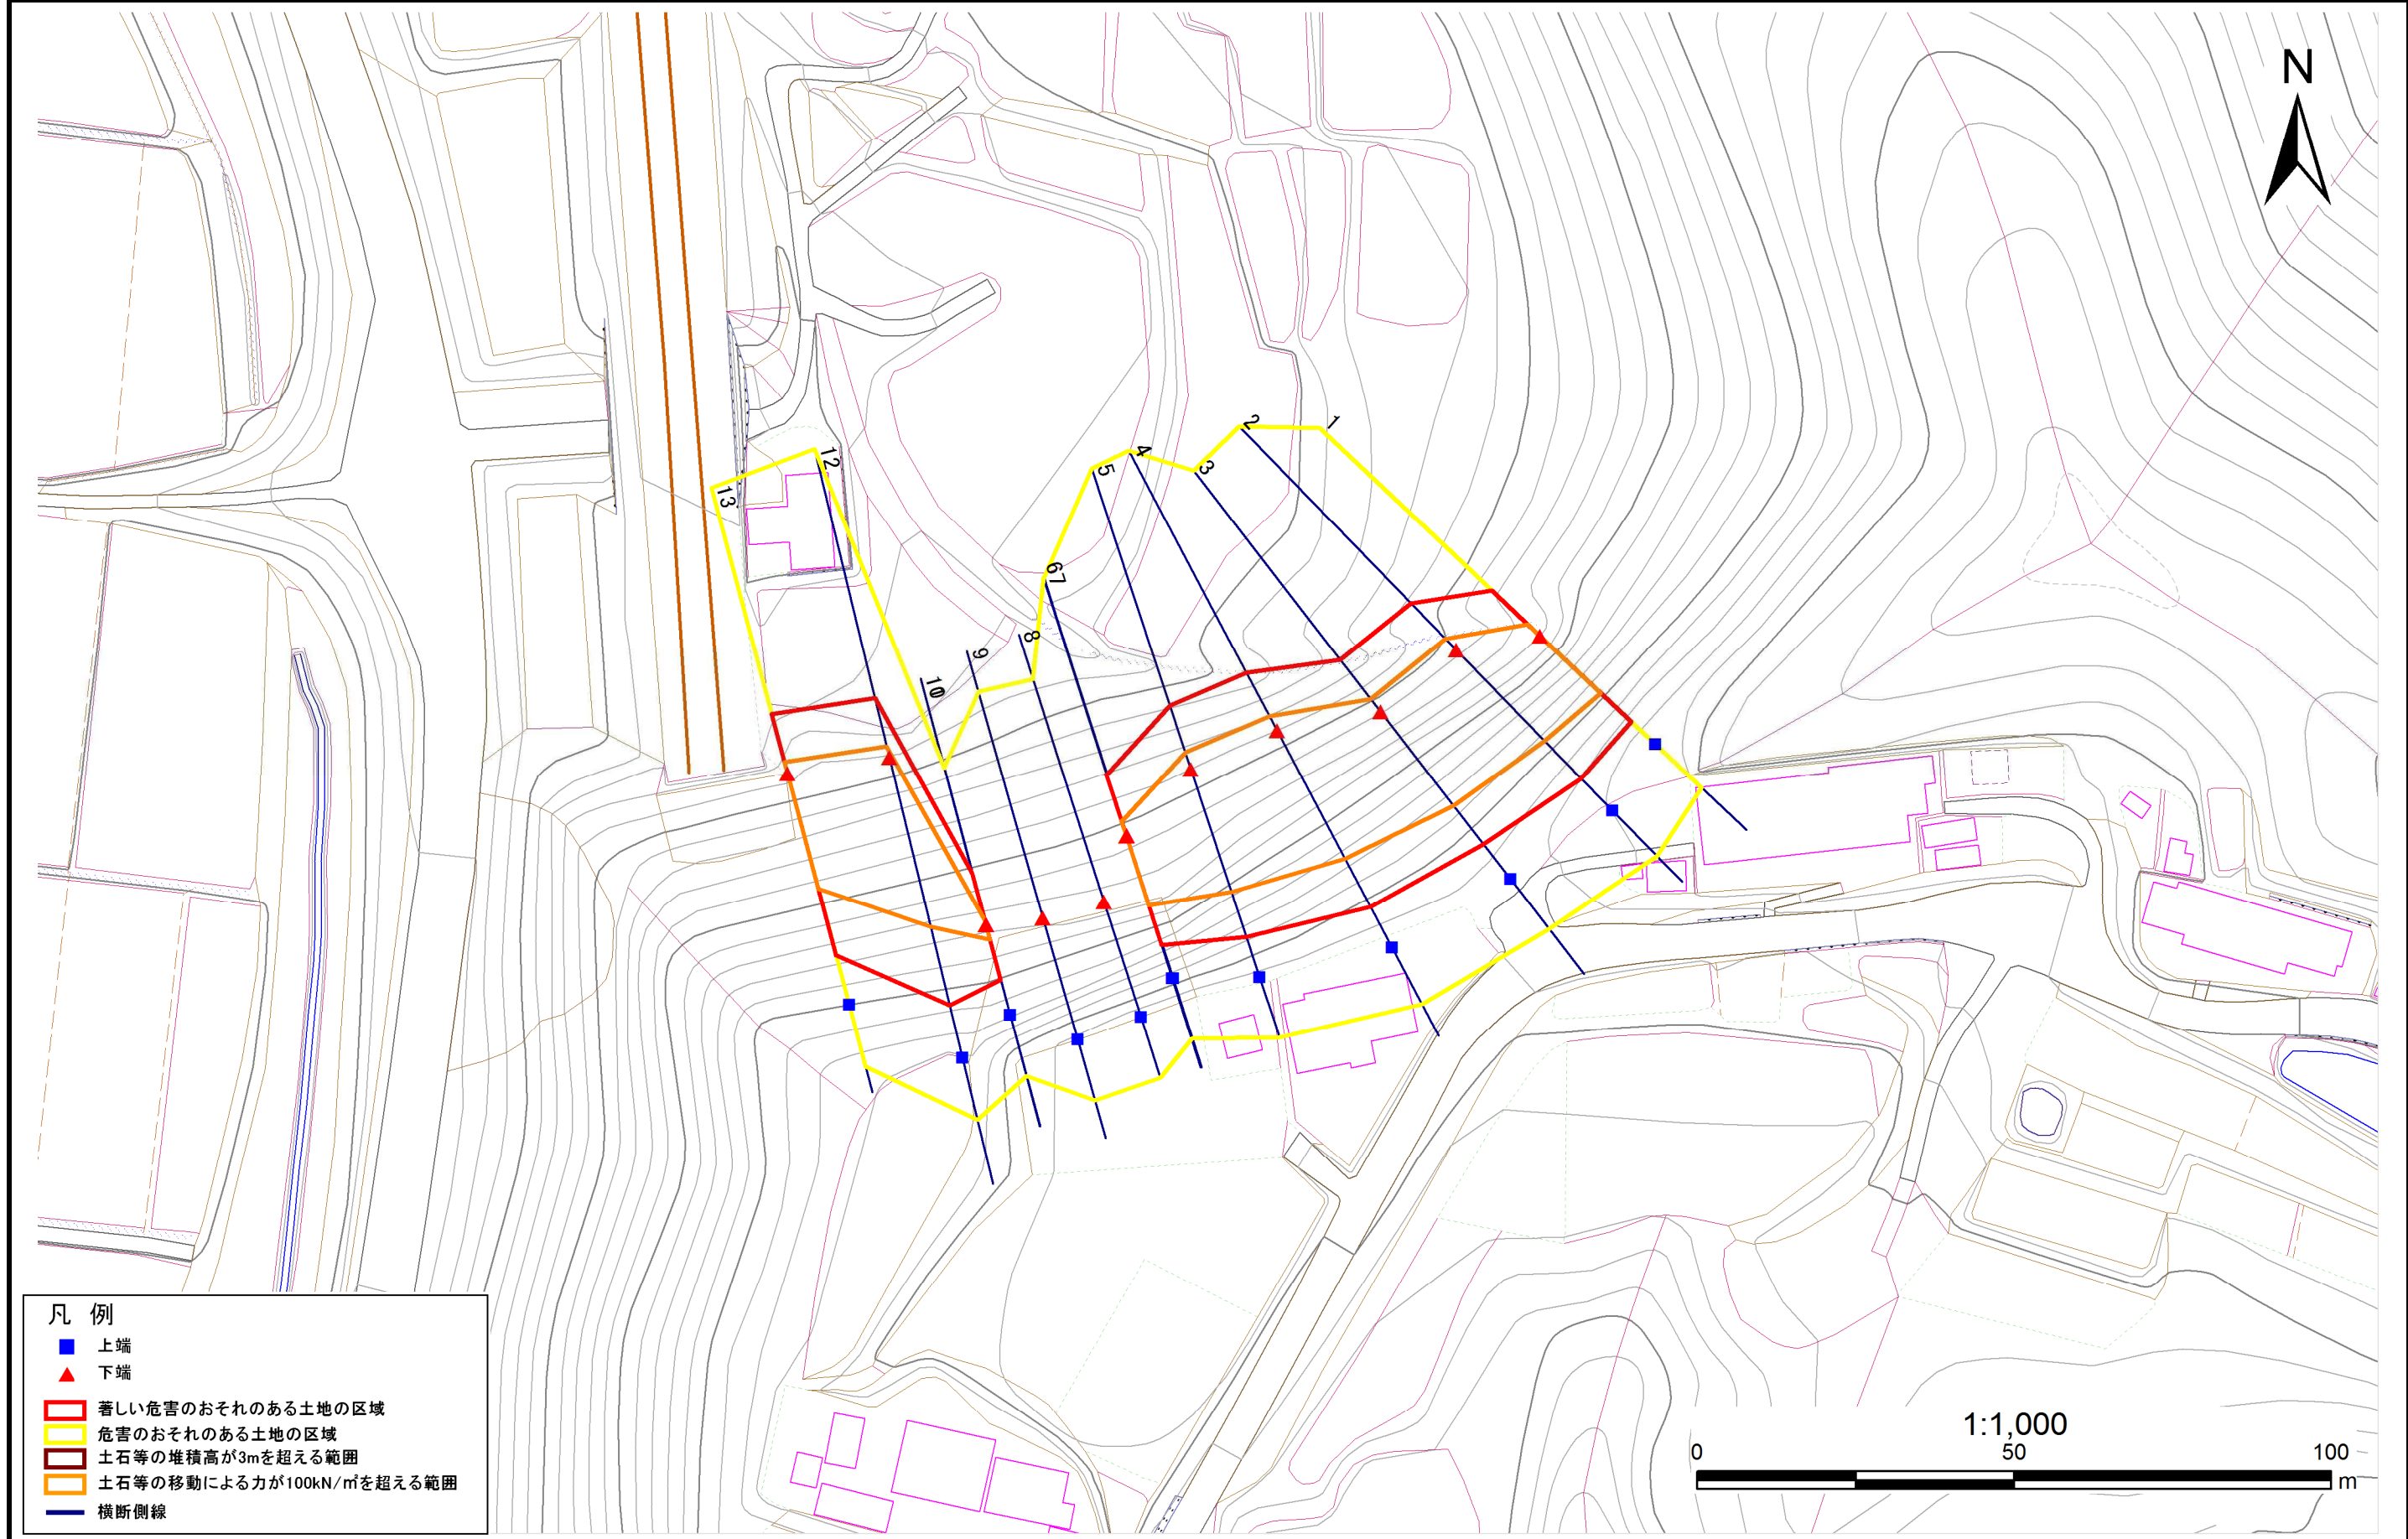 N
2
1
12
4
3
5
13
67
8
9
10
凡 例
上端
下端
著しい危害のおそれのある土地の区域
危害のおそれのある土地の区域
土石等の堆積高が3mを超える範囲
土石等の移動による力が100kN/㎡を超える範囲
横断側線
1:1,000
0 50 100
m